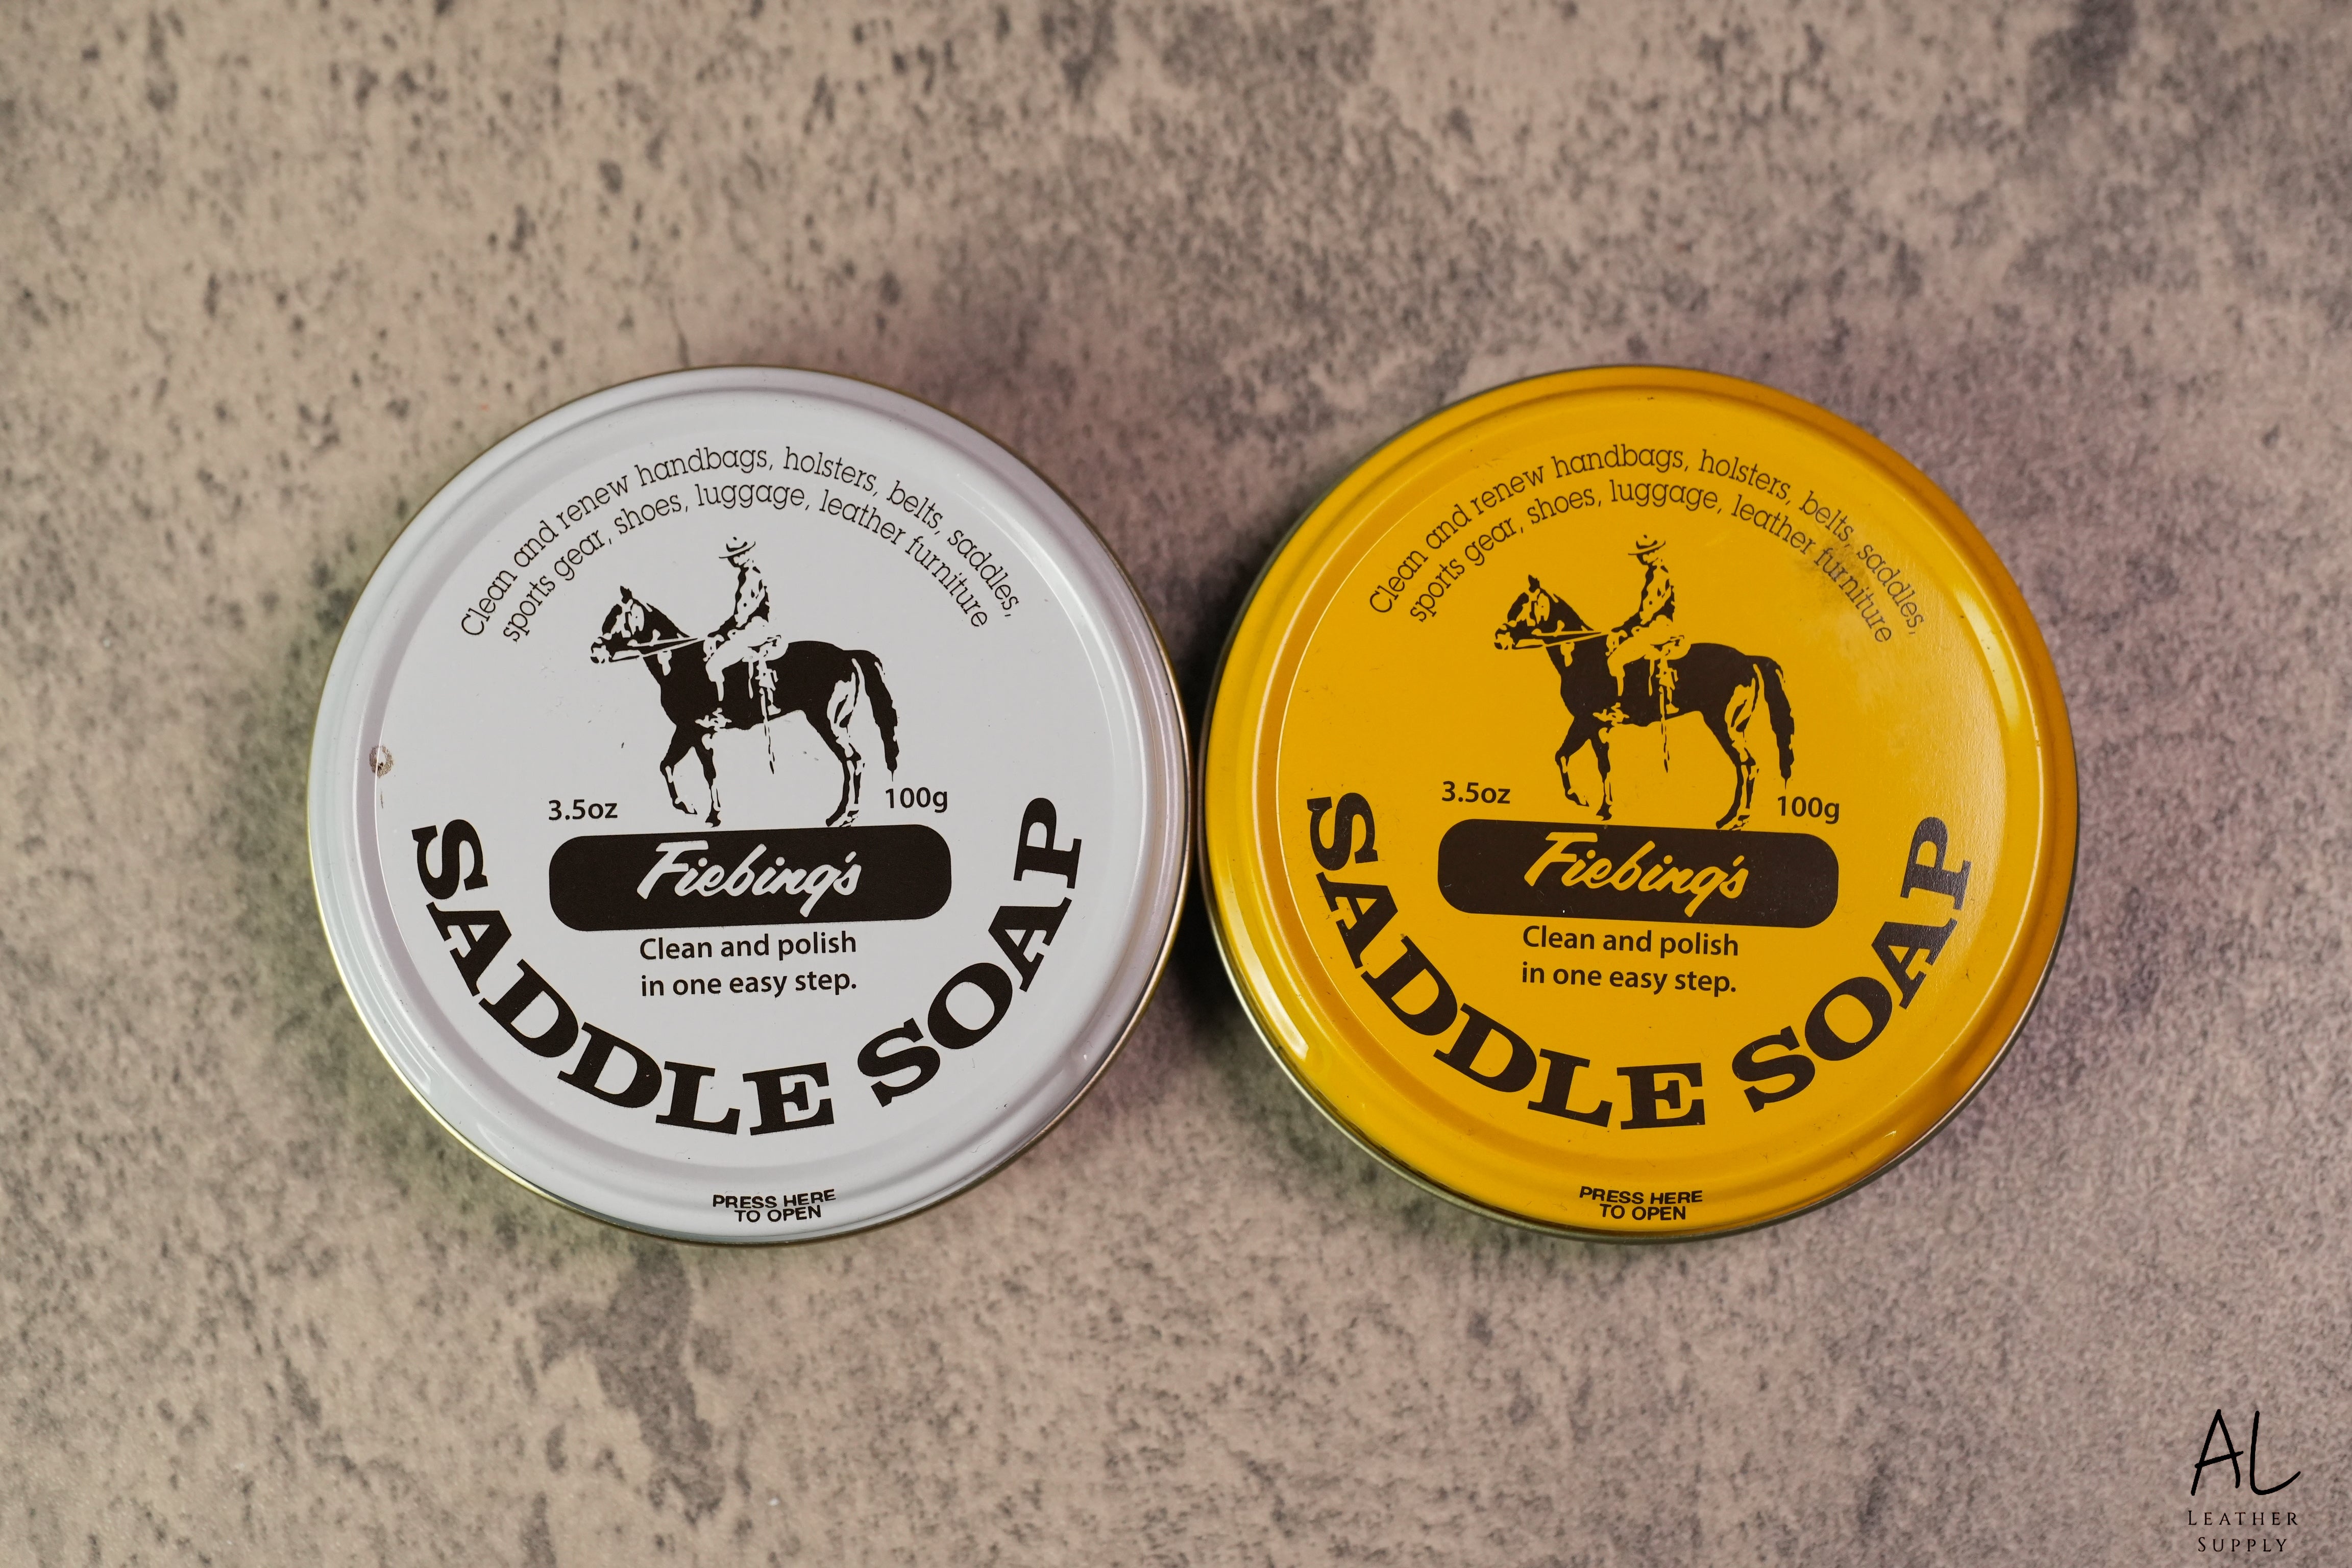 Clean and renew handbags, holsters, belts, saddles,
sports gear, shoes, luggage, leather furniture
3.5oz
100g
Fiebing's
Clean and polish
in one easy step.
SADDLE SOAP
PRESS HERE
TO OPEN
Clean and renew handbags, holsters, belts, saddles,
sports gear, shoes, luggage, leather furniture
3.5oz
100g
Fiebing's
Clean and polish
in one easy step.
SADDLE SOAP
PRESS HERE
TO OPEN
AL
LEATHER
SUPPLY